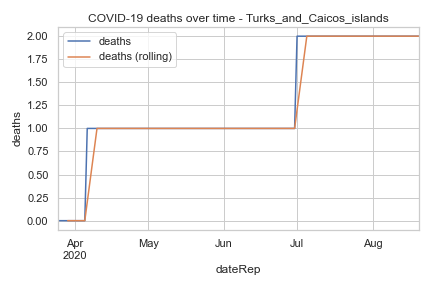 COVID-19 deaths over time - Turks_and_Caicos_islands
deaths
deaths (rolling)
2.00
1.75
1.50
1.25
1.00
0.75
0.50
0.25
0.00
deaths
Apr
2020
May
Jun
Jul
Aug
dateRep